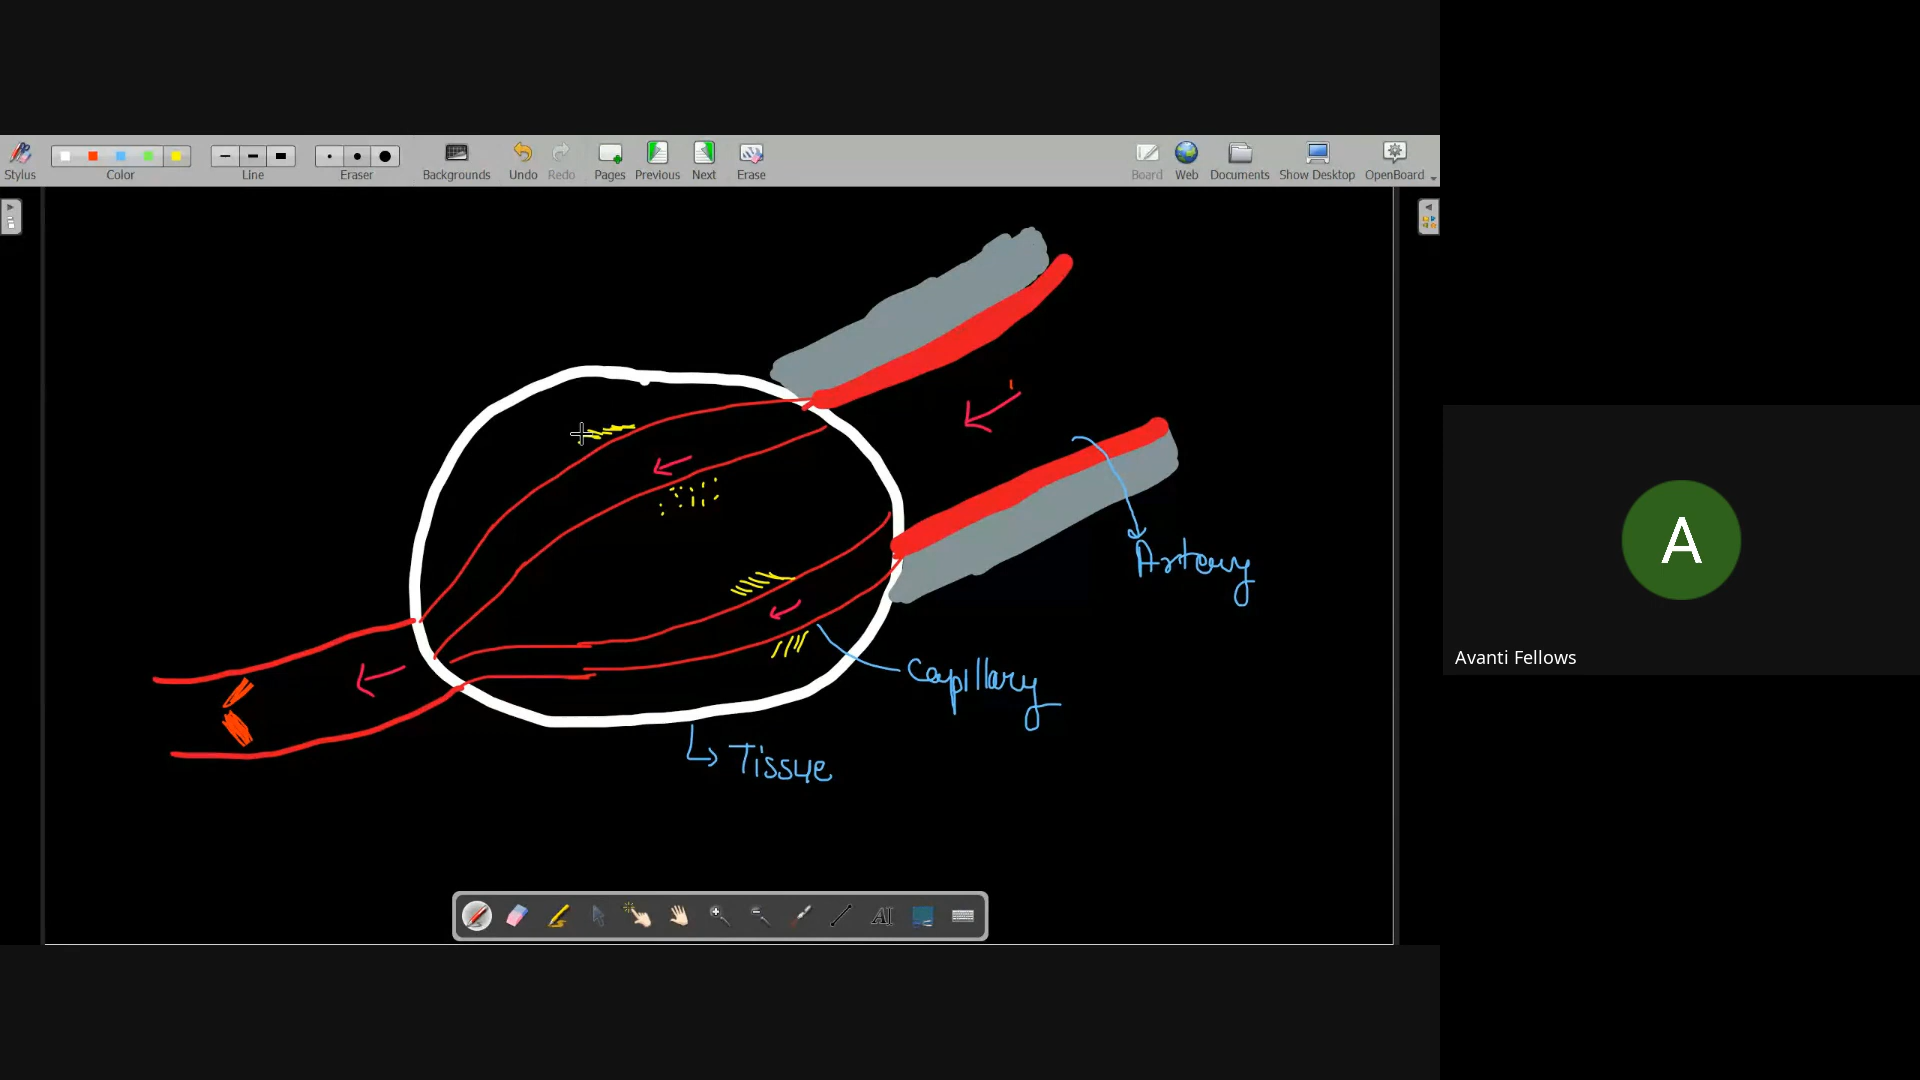 Stylus
Color
Line
Eraser
Backgrounds
Undo
Redo
Pages
Previous
Next
Erase
Board
Web
Documents
Show Desktop
OpenBoard
Artery
Capillary
Tissue
A
Avanti Fellows